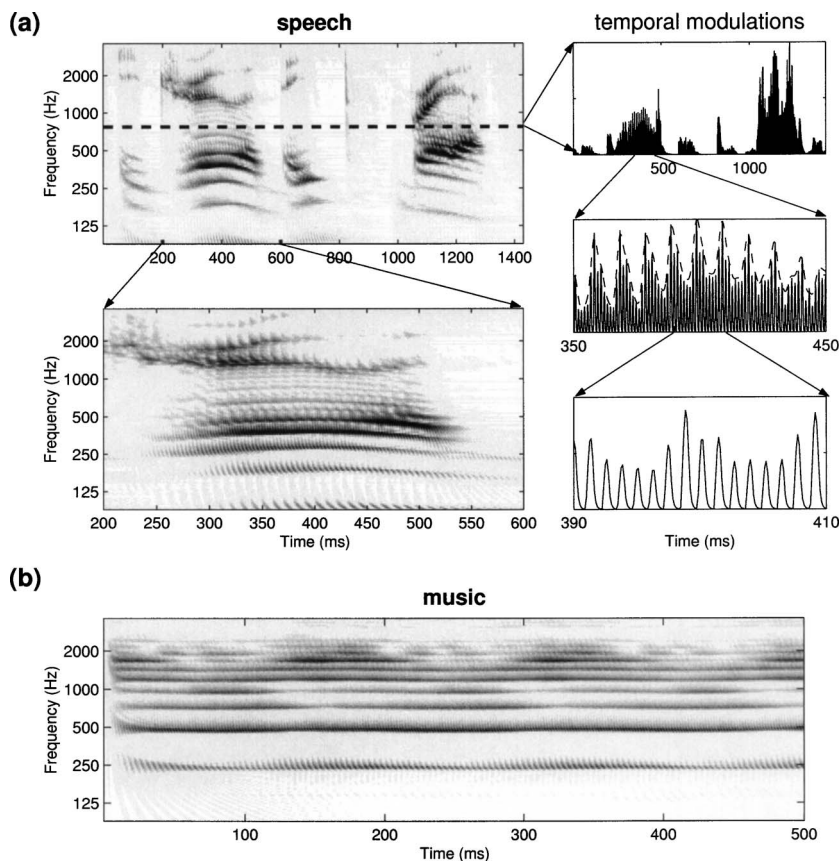 (a)
speech
temporal modulations
Frequency (Hz)
2000
1000
500
250
125
200 400 600 800 1000 1200 1400
500 1000
350 450
Frequency (Hz)
2000
1000
500
250
125
200 250 300 350 400 450 500 550 600
Time (ms)
390 410
Time (ms)
(b)
music
Frequency (Hz)
2000
1000
500
250
125
100 200 300 400 500
Time (ms)